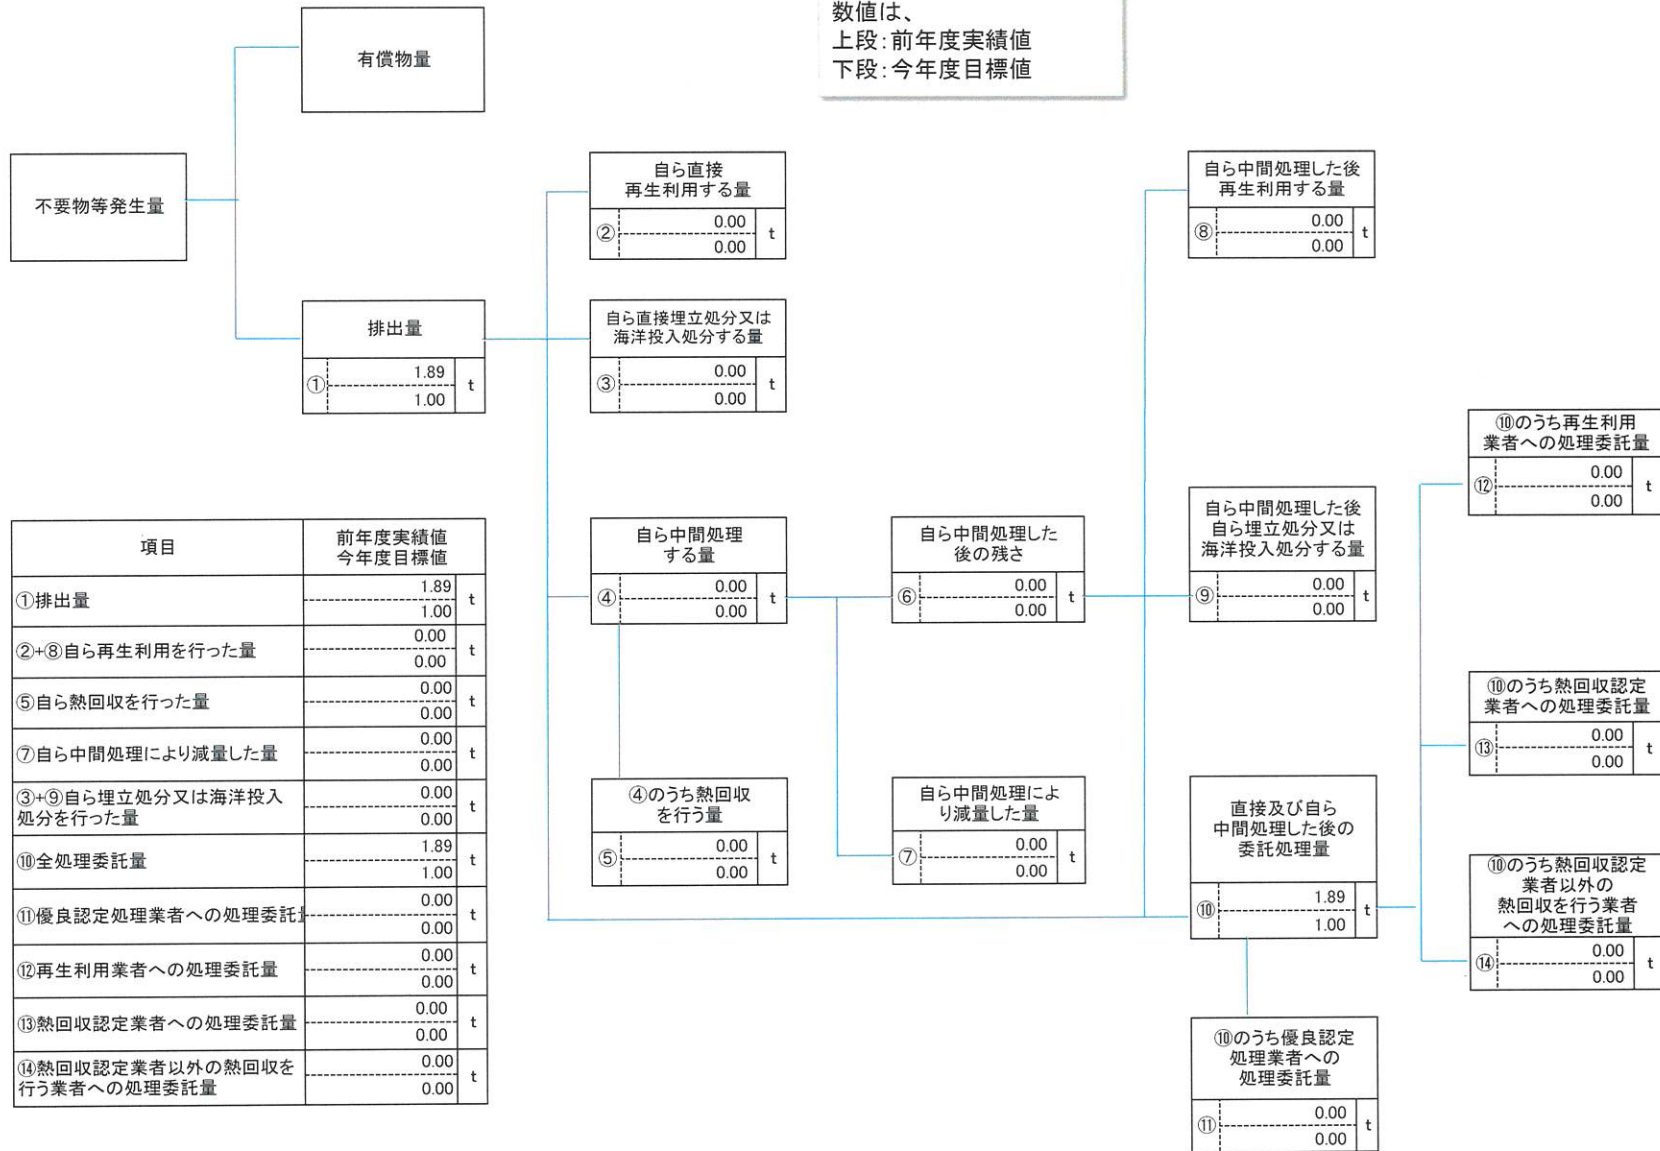 数値は、
上段:前年度実績値
下段:今年度目標値
有償物量
不要物等発生量
排出量
① 1.89 t
1.00
自ら直接
再生利用する量
② 0.00 t
0.00
自ら直接埋立処分又は
海洋投入処分する量
③ 0.00 t
0.00
自ら中間処理
する量
④ 0.00 t
0.00
④のうち熱回収
を行う量
⑤ 0.00 t
0.00
自ら中間処理した
後の残さ
⑥ 0.00 t
0.00
自ら中間処理によ
り減量した量
⑦ 0.00 t
0.00
自ら中間処理した後
再生利用する量
⑧ 0.00 t
0.00
自ら中間処理した後
自ら埋立処分又は
海洋投入処分する量
⑨ 0.00 t
0.00
直接及び自ら
中間処理した後の
委託処理量
⑩ 1.89 t
1.00
⑩のうち優良認定
処理業者への
処理委託量
⑪ 0.00 t
0.00
⑩のうち再生利用
業者への処理委託量
⑫ 0.00 t
0.00
⑩のうち熱回収認定
業者への処理委託量
⑬ 0.00 t
0.00
⑩のうち熱回収認定
業者以外の
熱回収を行う業者
への処理委託量
⑭ 0.00 t
0.00
項目 前年度実績値
今年度目標値
①排出量 1.89 t
1.00
②+⑧自ら再生利用を行った量 0.00 t
0.00
⑤自ら熱回収を行った量 0.00 t
0.00
⑦自ら中間処理により減量した量 0.00 t
0.00
③+⑨自ら埋立処分又は海洋投入
処分を行った量 0.00 t
0.00
⑩全処理委託量 1.89 t
1.00
⑪優良認定処理業者への処理委託 0.00 t
0.00
⑫再生利用業者への処理委託量 0.00 t
0.00
⑬熱回収認定業者への処理委託量 0.00 t
0.00
⑭熱回収認定業者以外の熱回収を
行う業者への処理委託量 0.00 t
0.00